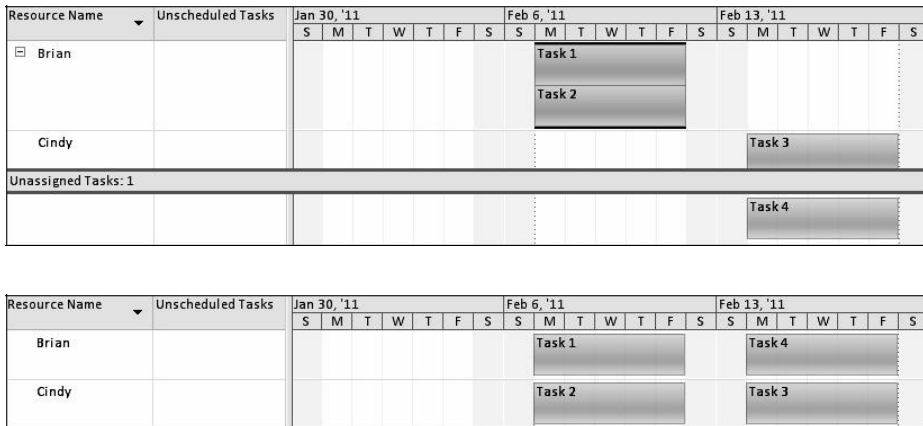 Resource Name Unscheduled Tasks Jan 30, '11 Feb 6, '11 Feb 13, '11
S M T W T F S S M T W T F S S M T W T F S
Brian Task 1
Task 2
Cindy Task 3
Unassigned Tasks: 1
Task 4
Resource Name Unscheduled Tasks Jan 30, '11 Feb 6, '11 Feb 13, '11
S M T W T F S S M T W T F S S M T W T F S
Brian Task 1 Task 4
Cindy Task 2 Task 3